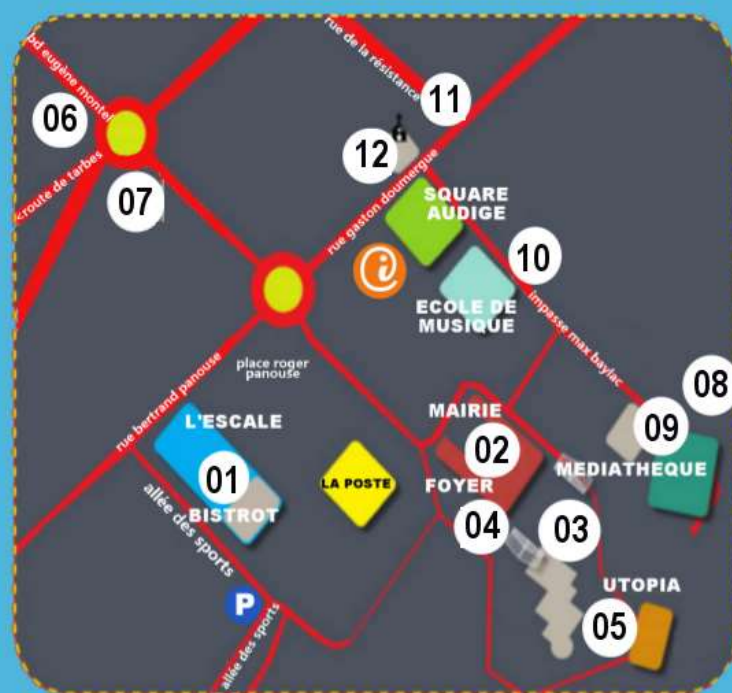 bd eugène montel
rue de la résistance
06
11
12
<route de tarbes
07
rue gaston doumergue
SQUARE
AUDIGE
@
10
ECOLE DE
MUSIQUE
impasse max baylac
place roger
panouse
rue bertrand panouse
08
MAIRIE
L'ESCALE
09
02
MEDIATHEQUE
01
LA POSTE
FOYER
BISTROT
allée des sports
04
03
UTOPIA
P
05
allée des sports